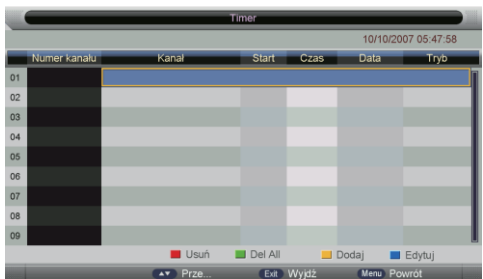 Timer
10/10/2007 05:47:58
Numer kanału Kanał Start Czas Data Tryb
01
02
03
04
05
06
07
08
09
Usuń Del All Dodaj Edytuj
Prze... Exit Wyjdź Menu Powrót